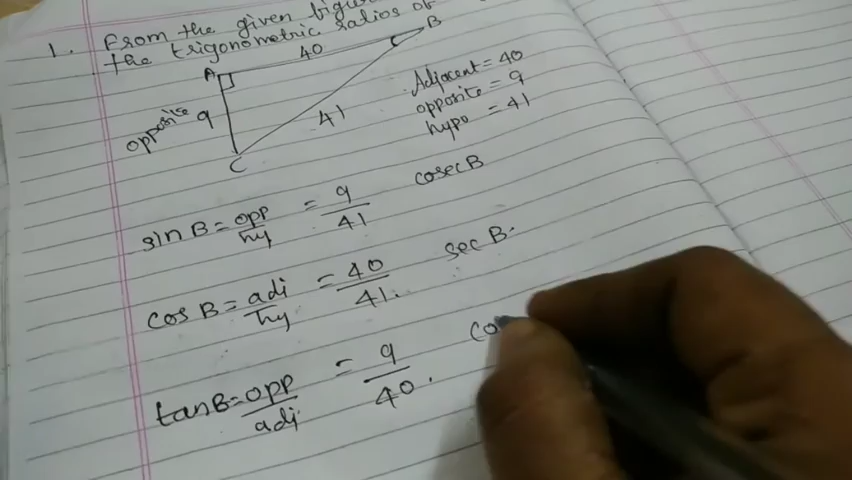 1. From the given figure
the trigonometric ratios of
A 40 B
opposite 9 41
C
Adjacent = 40
opposite = 9
hypo = 41
sin B = opp/hy = 9/41 cosec B
cos B = adj/hy = 40/41. sec B.
tan B = opp/adj = 9/40. co